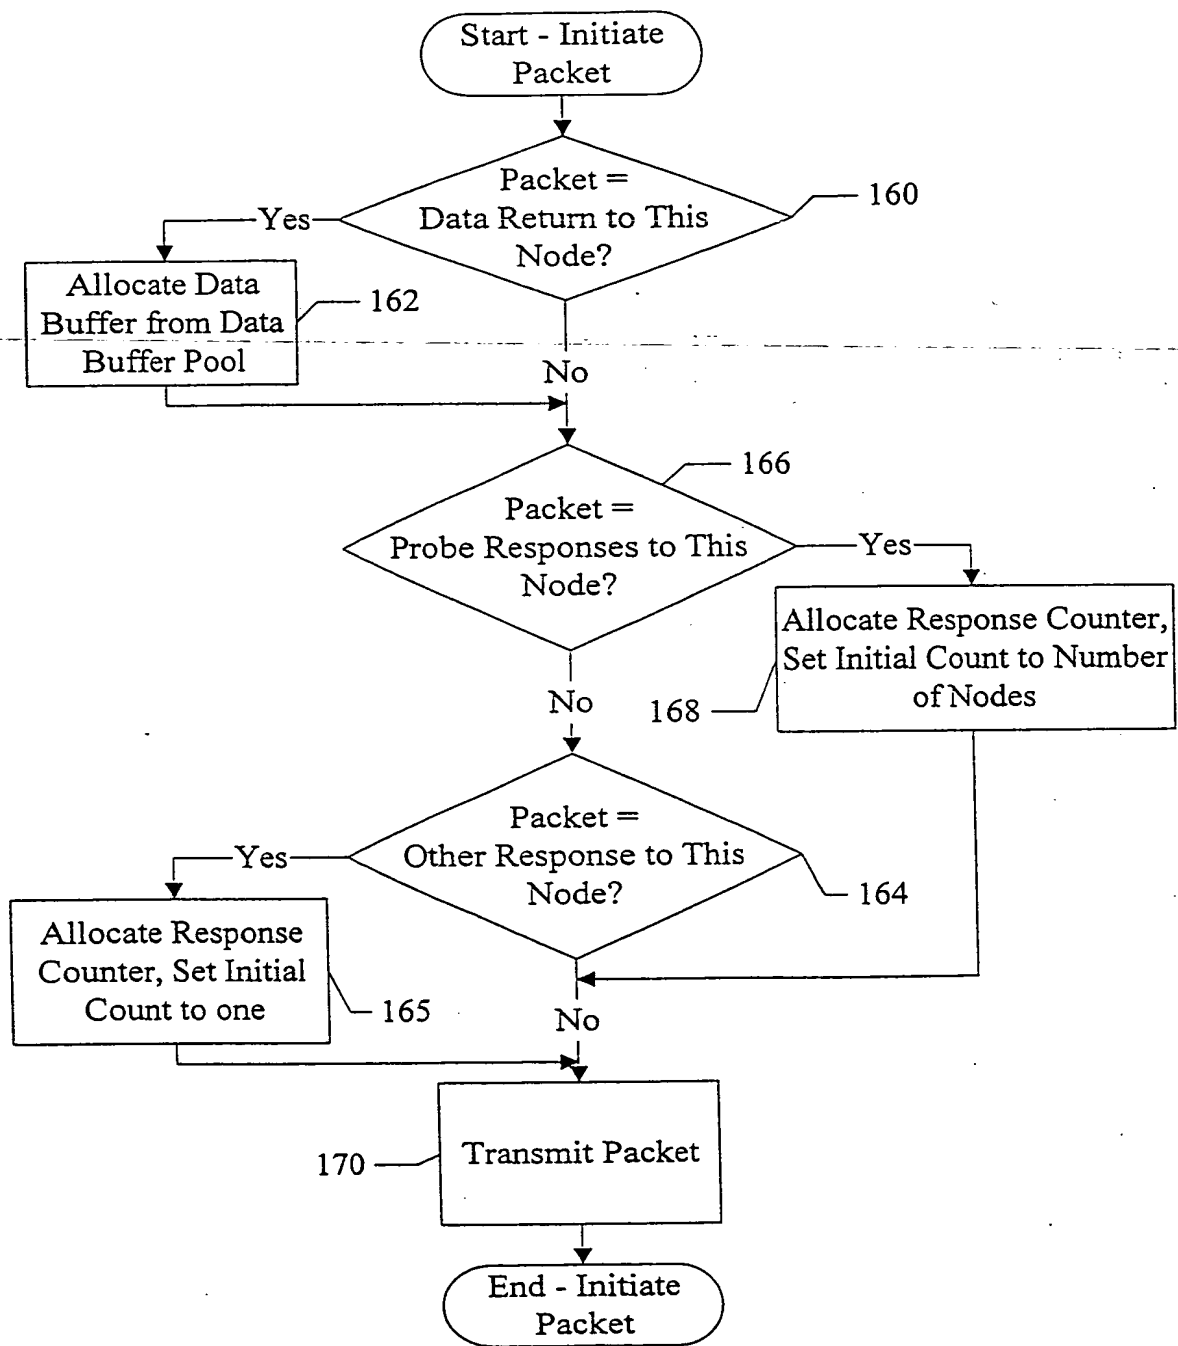 Start - Initiate
Packet
Packet =
Data Return to This
Node?
160
Yes
Allocate Data
Buffer from Data
Buffer Pool
162
No
166
Packet =
Probe Responses to This
Node?
Yes
Allocate Response Counter,
Set Initial Count to Number
of Nodes
168
No
Packet =
Other Response to This
Node?
Yes
164
Allocate Response
Counter, Set Initial
Count to one
165
No
Transmit Packet
170
End - Initiate
Packet